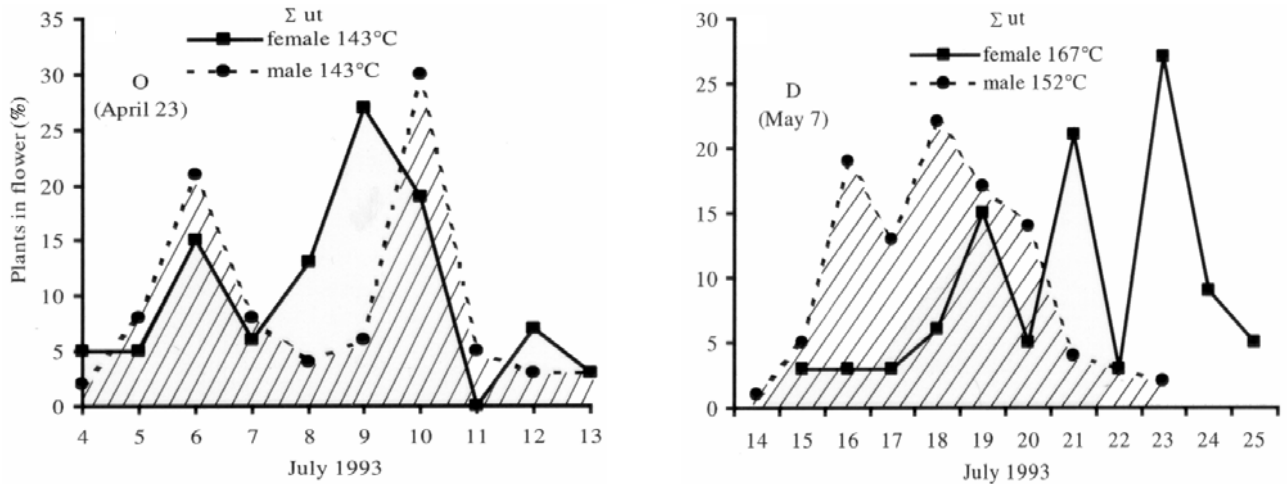 Σ ut
female 143°C
male 143°C
O
(April 23)
Plants in flower (%)
35
30
25
20
15
10
5
0
4 5 6 7 8 9 10 11 12 13
July 1993
Σ ut
female 167°C
male 152°C
D
(May 7)
30
25
20
15
10
5
0
14 15 16 17 18 19 20 21 22 23 24 25
July 1993